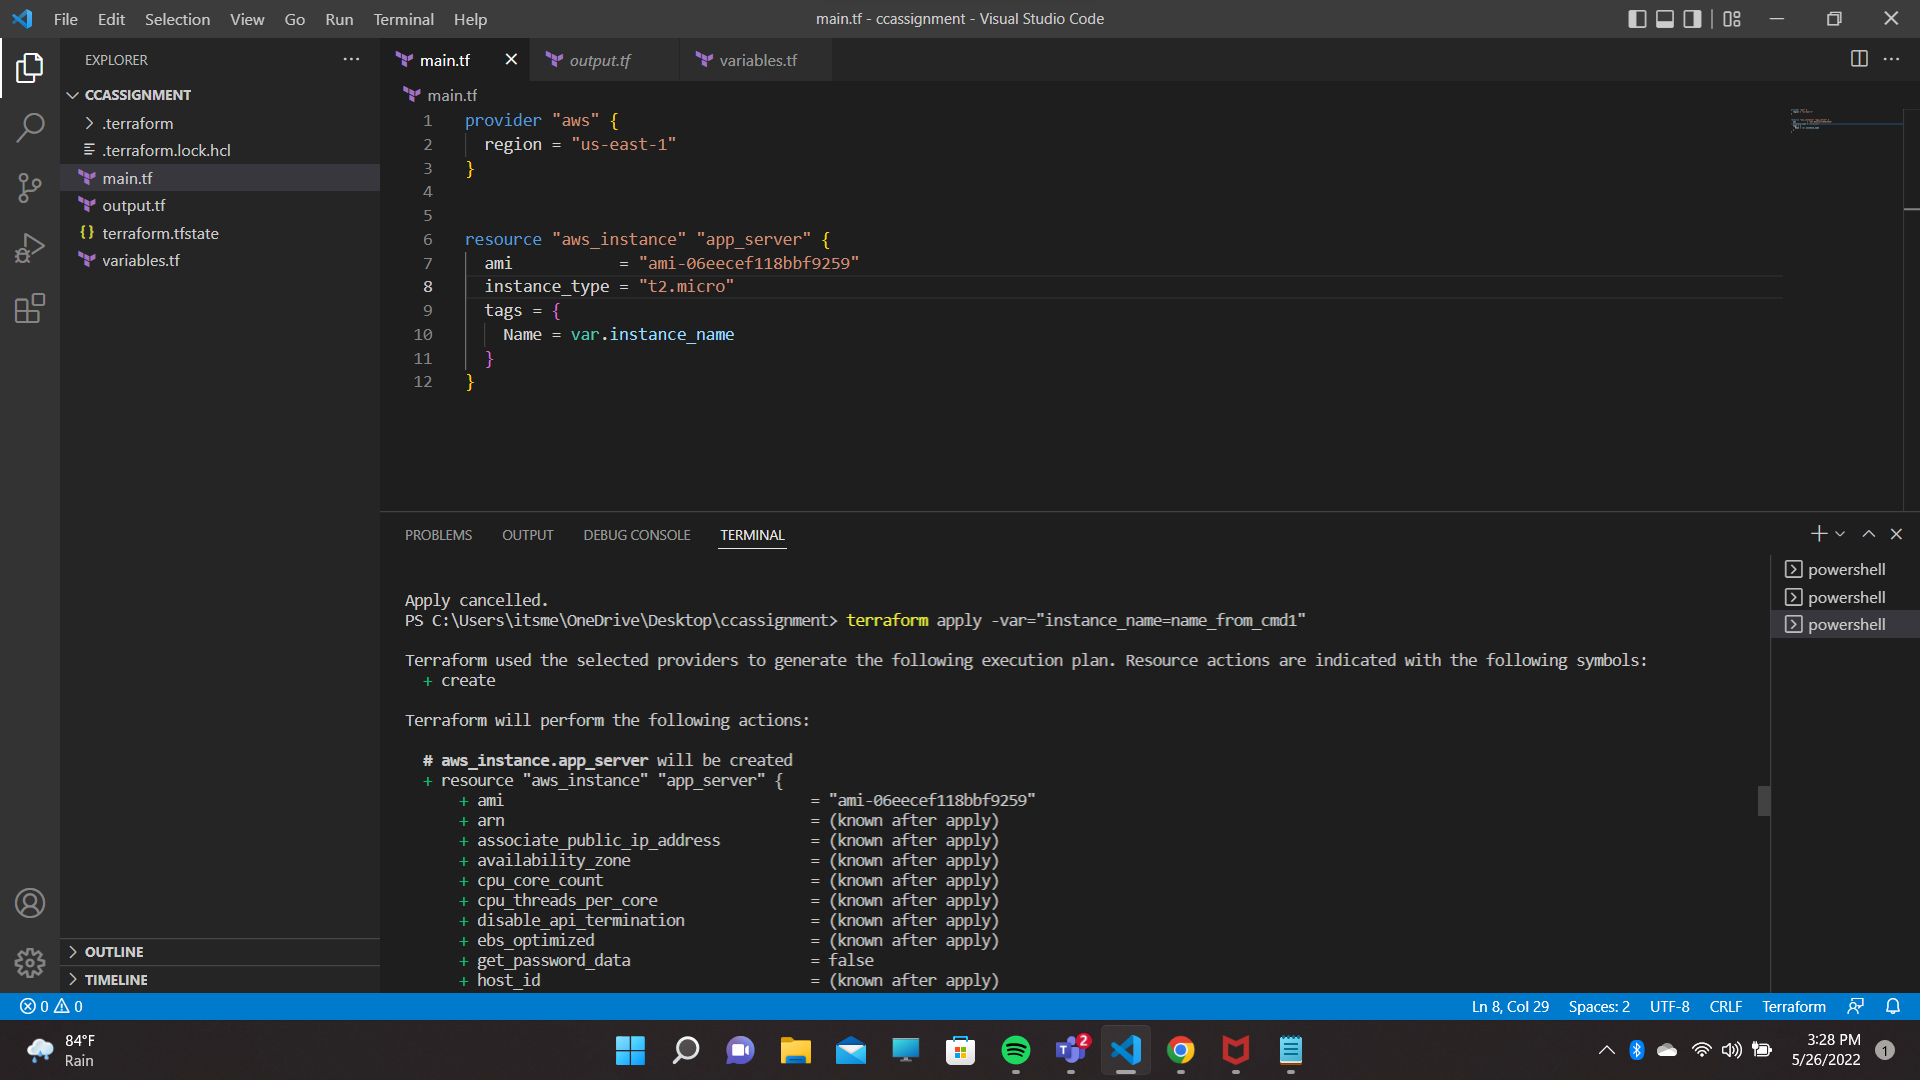 File Edit Selection View Go Run Terminal Help
main.tf - ccassignment - Visual Studio Code
EXPLORER
CCASSIGNMENT
.terraform
.terraform.lock.hcl
main.tf
output.tf
terraform.tfstate
variables.tf
OUTLINE
TIMELINE
main.tf output.tf variables.tf
main.tf
1 provider "aws" {
2 region = "us-east-1"
3 }
4
5
6 resource "aws_instance" "app_server" {
7 ami = "ami-06eecef118bbf9259"
8 instance_type = "t2.micro"
9 tags = {
10 Name = var.instance_name
11 }
12 }
PROBLEMS OUTPUT DEBUG CONSOLE TERMINAL
Apply cancelled.
PS C:\Users\itsme\OneDrive\Desktop\ccassignment> terraform apply -var="instance_name=name_from_cmd1"
Terraform used the selected providers to generate the following execution plan. Resource actions are indicated with the following symbols:
+ create
Terraform will perform the following actions:
# aws_instance.app_server will be created
+ resource "aws_instance" "app_server" {
+ ami = "ami-06eecef118bbf9259"
+ arn = (known after apply)
+ associate_public_ip_address = (known after apply)
+ availability_zone = (known after apply)
+ cpu_core_count = (known after apply)
+ cpu_threads_per_core = (known after apply)
+ disable_api_termination = (known after apply)
+ ebs_optimized = (known after apply)
+ get_password_data = false
+ host_id = (known after apply)
powershell
powershell
powershell
0 0
Ln 8, Col 29 Spaces: 2 UTF-8 CRLF Terraform
84°F
Rain
2
3:28 PM
5/26/2022
1